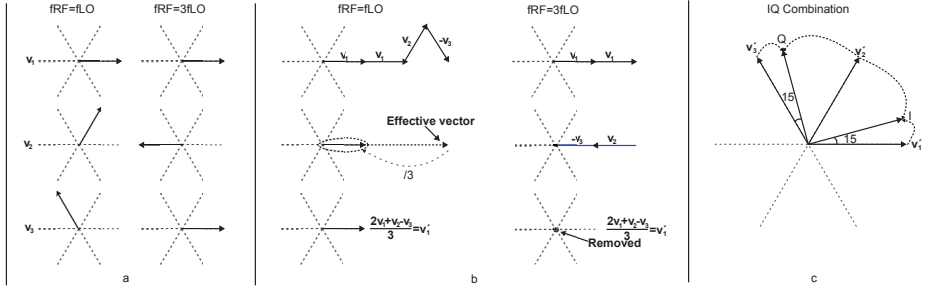 fRF=fLO fRF=3fLO
v₁
v₂
v₃
a
fRF=fLO fRF=3fLO
v₁ v₁ v₂ -v₃
v₁ v₁
Effective vector
/3
-v₃ v₂
2v₁+v₂-v₃
3
=v₁′
2v₁+v₂-v₃
3
=v₁′
Removed
b
IQ Combination
v₃′ Q v₂′
15
I
15 v₁′
c